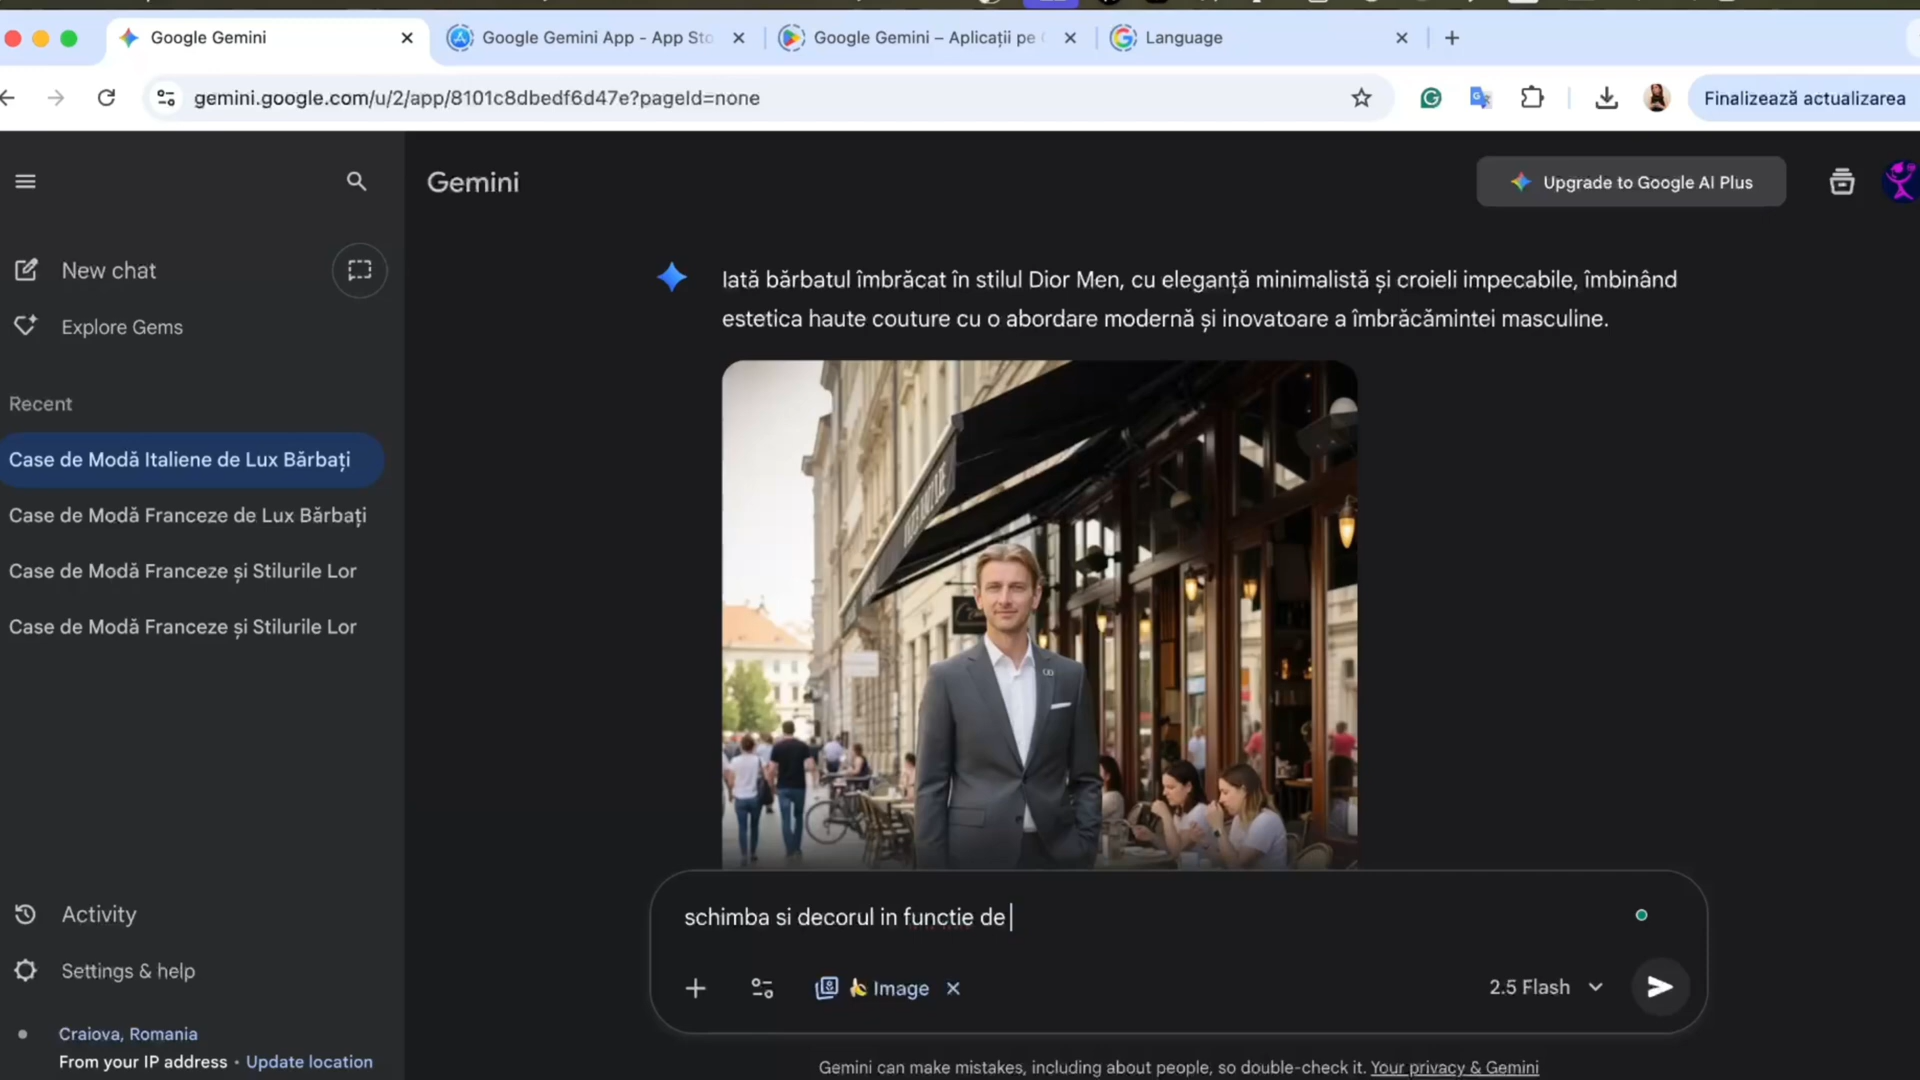 Google Gemini
Google Gemini App - App Sto
Google Gemini – Aplicații pe
Language
gemini.google.com/u/2/app/8101c8dbedf6d47e?pageId=none
Finalizează actualizarea
Gemini
Upgrade to Google AI Plus
New chat
Explore Gems
Recent
Case de Modă Italiene de Lux Bărbați
Case de Modă Franceze de Lux Bărbați
Case de Modă Franceze și Stilurile Lor
Case de Modă Franceze și Stilurile Lor
Activity
Settings & help
Craiova, Romania
From your IP address • Update location
Iată bărbatul îmbrăcat în stilul Dior Men, cu eleganță minimalistă și croieli impecabile, îmbinând
estetica haute couture cu o abordare modernă și inovatoare a îmbrăcămintei masculine.
schimba si decorul in functie de
Image
2.5 Flash
Gemini can make mistakes, including about people, so double-check it. Your privacy & Gemini